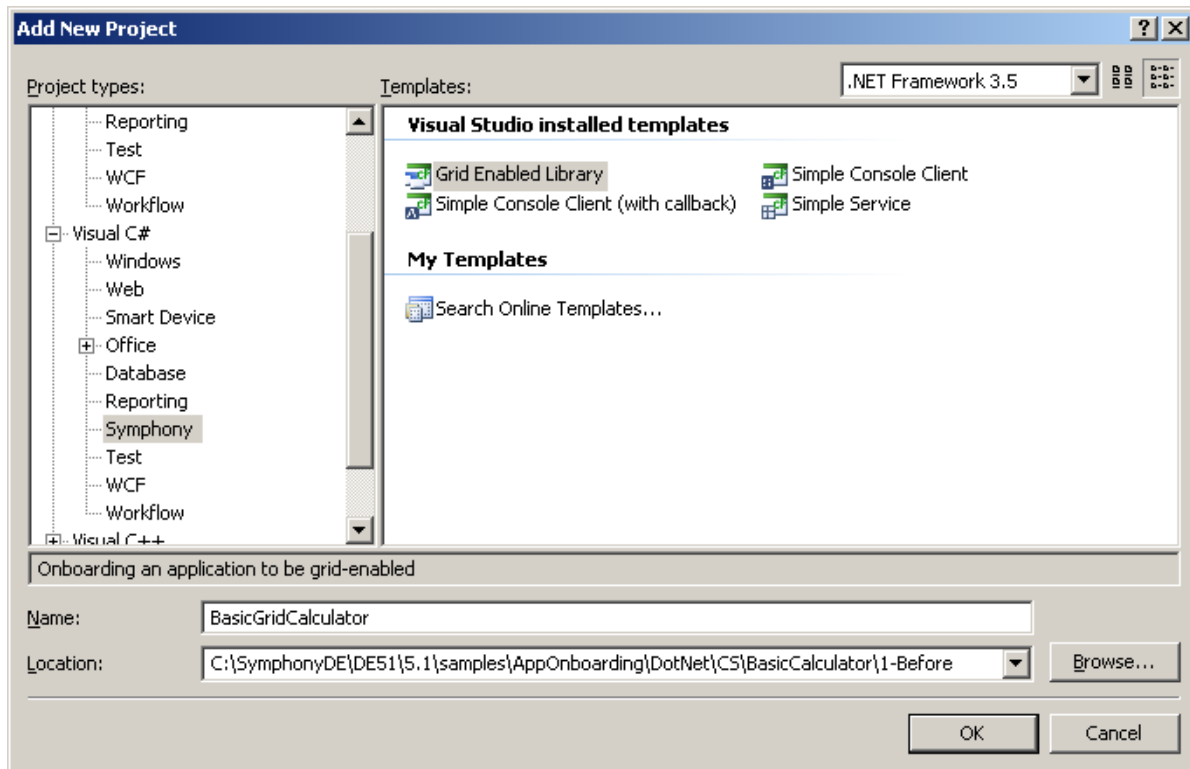 Add New Project
Project types:
Templates:
.NET Framework 3.5
Reporting
Test
WCF
Workflow
Visual C#
Windows
Web
Smart Device
Office
Database
Reporting
Symphony
Test
WCF
Workflow
Visual C++
Visual Studio installed templates
Grid Enabled Library
Simple Console Client
Simple Console Client (with callback)
Simple Service
My Templates
Search Online Templates...
Onboarding an application to be grid-enabled
Name:
BasicGridCalculator
Location:
C:\SymphonyDE\DE51\5.1\samples\AppOnboarding\DotNet\CS\BasicCalculator\1-Before
Browse...
OK
Cancel